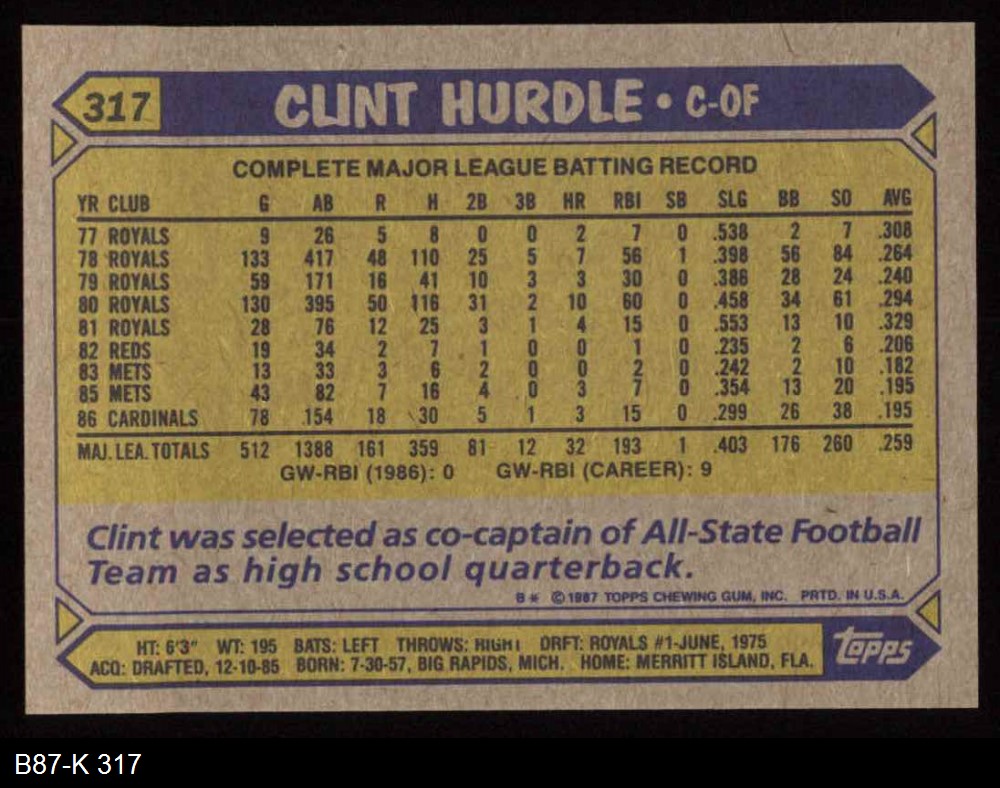 317 CLINT HURDLE • C-OF
COMPLETE MAJOR LEAGUE BATTING RECORD
YR CLUB G AB R H 2B 3B HR RBI SB SLG BB SO AVG
77 ROYALS 9 26 5 8 0 0 2 7 0 .538 2 7 .308
78 ROYALS 133 417 48 110 25 5 7 56 1 .398 56 84 .264
79 ROYALS 59 171 16 41 10 3 3 30 0 .386 28 24 .240
80 ROYALS 130 395 50 116 31 2 10 60 0 .458 34 61 .294
81 ROYALS 28 76 12 25 3 1 4 15 0 .553 13 10 .329
82 REDS 19 34 2 7 1 0 0 1 0 .235 2 6 .206
83 METS 13 33 3 6 2 0 0 2 0 .242 2 10 .182
85 METS 43 82 7 16 4 0 3 7 0 .354 13 20 .195
86 CARDINALS 78 154 18 30 5 1 3 15 0 .299 26 38 .195
MAJ. LEA. TOTALS 512 1388 161 359 81 12 32 193 1 .403 176 260 .259
GW-RBI (1986): 0 GW-RBI (CAREER): 9
Clint was selected as co-captain of All-State Football
Team as high school quarterback.
B* © 1987 TOPPS CHEWING GUM, INC. PRTD. IN U.S.A.
HT: 6'3" WT: 195 BATS: LEFT THROWS: RIGHT DRFT: ROYALS #1-JUNE, 1975
ACQ: DRAFTED, 12-10-85 BORN: 7-30-57, BIG RAPIDS, MICH. HOME: MERRITT ISLAND, FLA.
Topps
B87-K 317